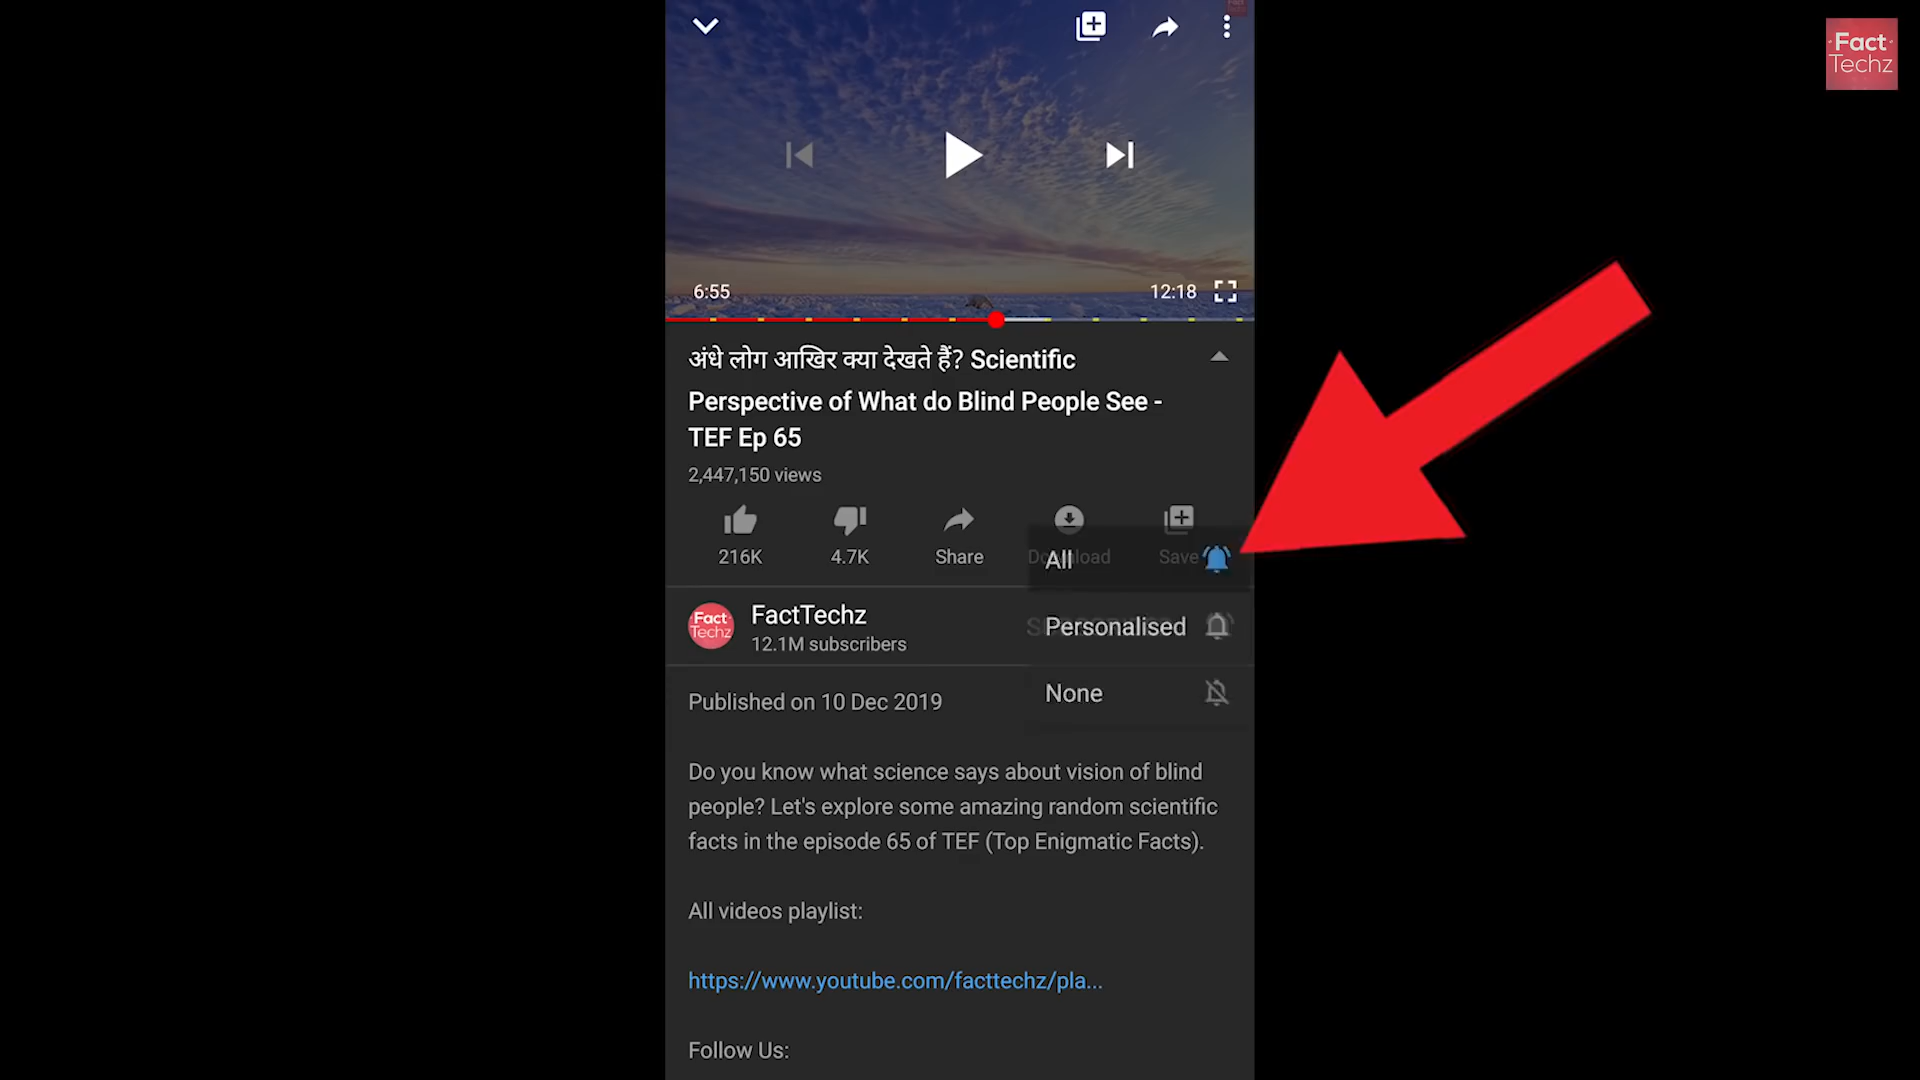 Fact
Techz
6:55
12:18
अंधे लोग आखिर क्या देखते हैं? Scientific
Perspective of What do Blind People See -
TEF Ep 65
2,447,150 views
216K
4.7K
Share
Download
Save
All
Fact
Techz
FactTechz
12.1M subscribers
Personalised
None
Published on 10 Dec 2019
Do you know what science says about vision of blind
people? Let's explore some amazing random scientific
facts in the episode 65 of TEF (Top Enigmatic Facts).
All videos playlist:
https://www.youtube.com/facttechz/pla...
Follow Us: